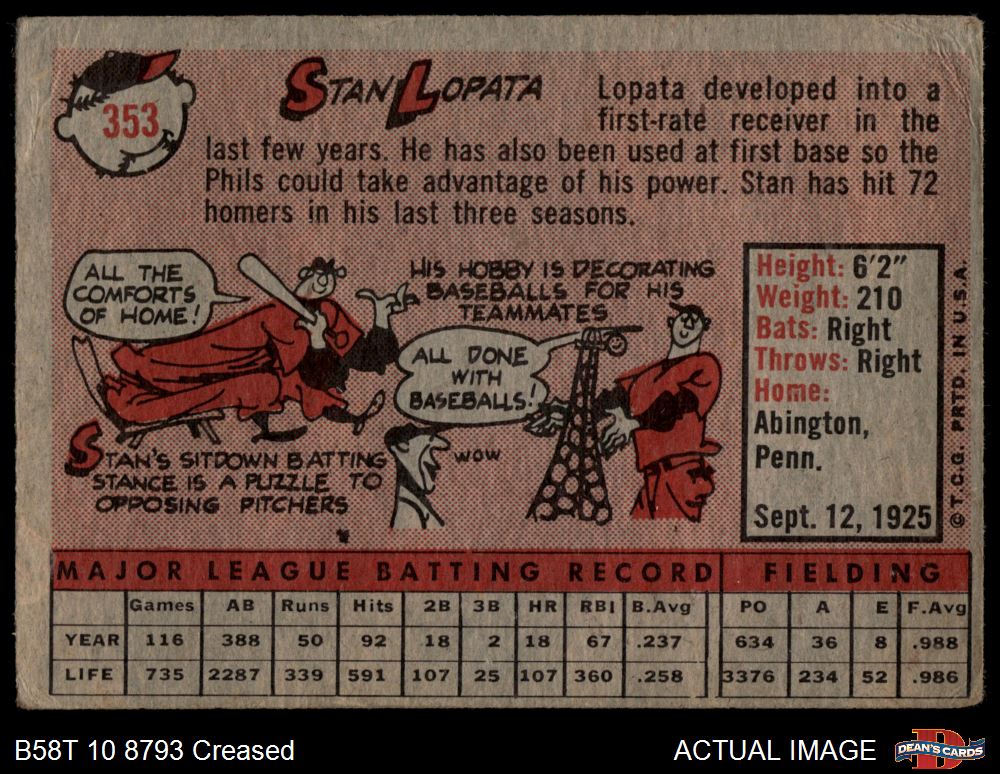 353
STAN LOPATA
Lopata developed into a
first-rate receiver in the
last few years. He has also been used at first base so the
Phils could take advantage of his power. Stan has hit 72
homers in his last three seasons.
ALL THE
COMFORTS
OF HOME!
HIS HOBBY IS DECORATING
BASEBALLS FOR HIS
TEAMMATES
ALL DONE
WITH
BASEBALLS!
WOW
STAN'S SITDOWN BATTING
STANCE IS A PUZZLE TO
OPPOSING PITCHERS
Height: 6'2"
Weight: 210
Bats: Right
Throws: Right
Home:
Abington,
Penn.
Sept. 12, 1925
© T.C.G. PRTD. IN U.S.A.
MAJOR LEAGUE BATTING RECORD FIELDING
Games AB Runs Hits 2B 3B HR RBI B.Avg PO A E F.Avg
YEAR 116 388 50 92 18 2 18 67 .237 634 36 8 .988
LIFE 735 2287 339 591 107 25 107 360 .258 3376 234 52 .986
B58T 10 8793 Creased
ACTUAL IMAGE
DEAN'S CARDS